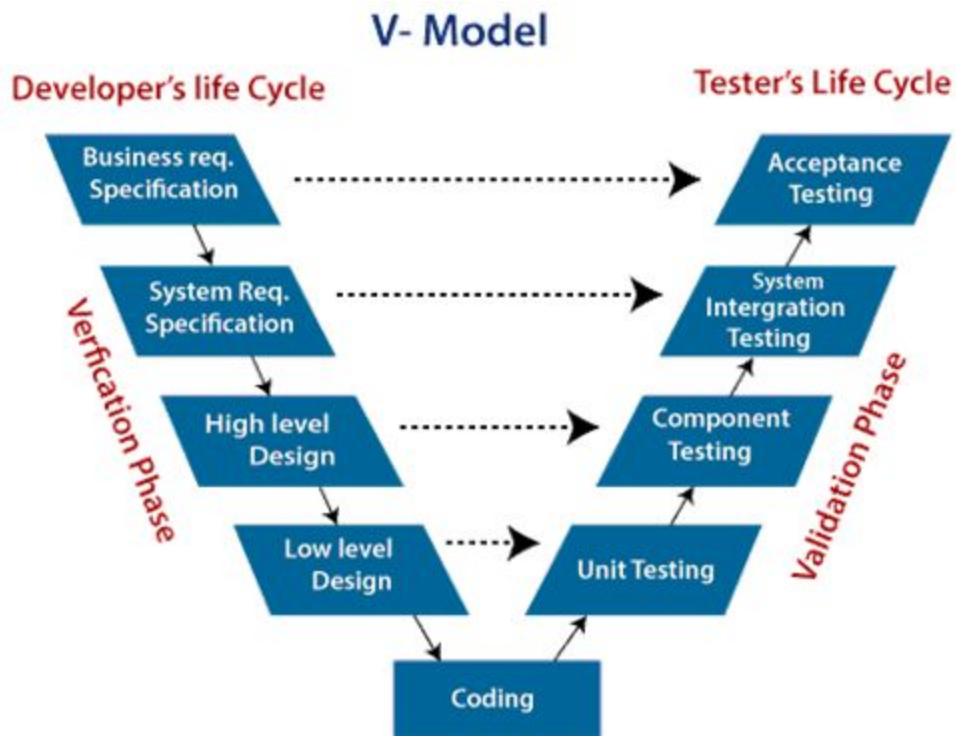 V- Model
Developer's life Cycle
Tester's Life Cycle
Business req.
Specification
Acceptance
Testing
System Req.
Specification
System
Intergration
Testing
Verfication Phase
High level
Design
Component
Testing
Validation Phase
Low level
Design
Unit Testing
Coding